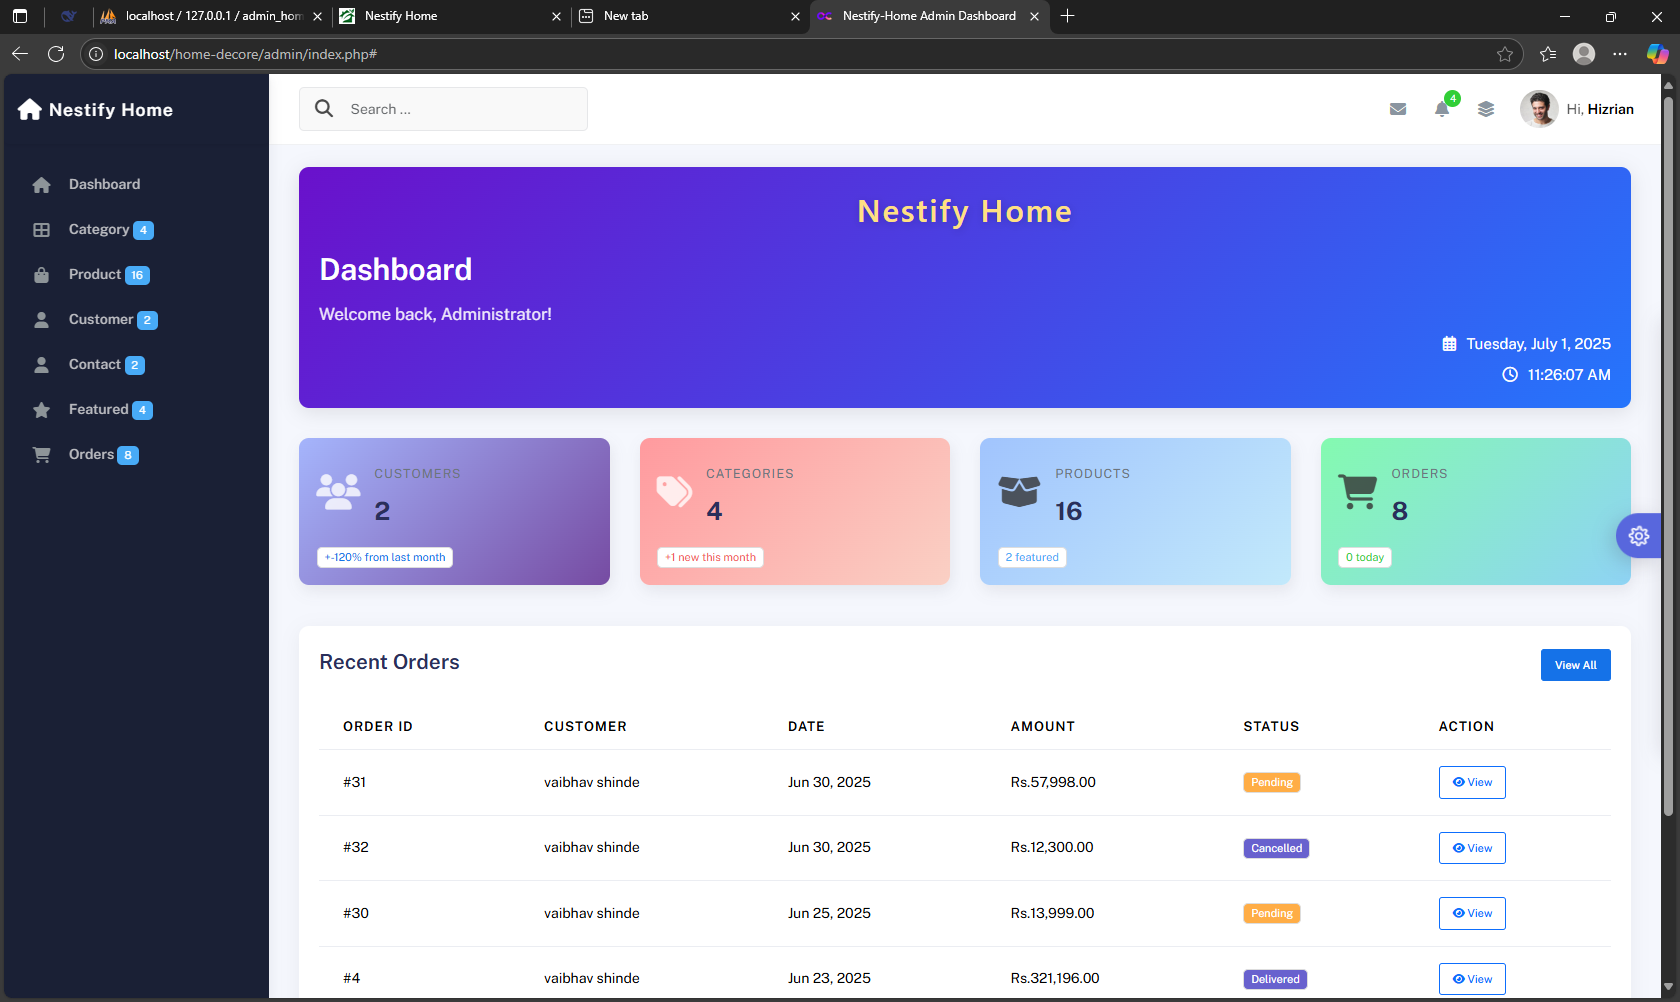 localhost / 127.0.0.1 / admin_hom
Nestify Home
New tab
Nestify-Home Admin Dashboard
localhost/home-decore/admin/index.php#
Nestify Home
Search ...
4
Hi, Hizrian
Dashboard
Category 4
Product 16
Customer 2
Contact 2
Featured 4
Orders 8
Nestify Home
Dashboard
Welcome back, Administrator!
Tuesday, July 1, 2025
11:26:07 AM
CUSTOMERS
2
+-120% from last month
CATEGORIES
4
+1 new this month
PRODUCTS
16
2 featured
ORDERS
8
0 today
Recent Orders
View All
ORDER ID CUSTOMER DATE AMOUNT STATUS ACTION
#31 vaibhav shinde Jun 30, 2025 Rs.57,998.00 Pending View
#32 vaibhav shinde Jun 30, 2025 Rs.12,300.00 Cancelled View
#30 vaibhav shinde Jun 25, 2025 Rs.13,999.00 Pending View
#4 vaibhav shinde Jun 23, 2025 Rs.321,196.00 Delivered View